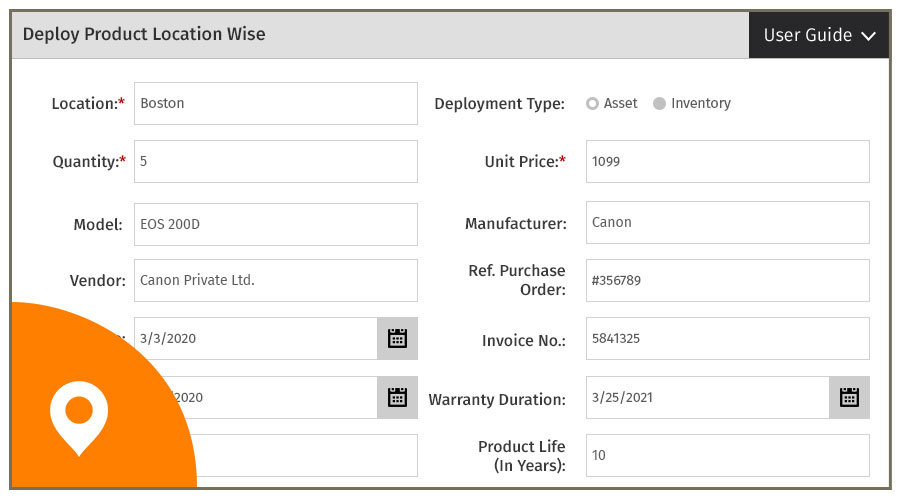 Deploy Product Location Wise
User Guide
Location:* Boston
Deployment Type: Asset Inventory
Quantity:* 5
Unit Price:* 1099
Model: EOS 200D
Manufacturer: Canon
Vendor: Canon Private Ltd.
Ref. Purchase
Order: #356789
3/3/2020
Invoice No.: 5841325
2020
Warranty Duration: 3/25/2021
Product Life
(In Years): 10